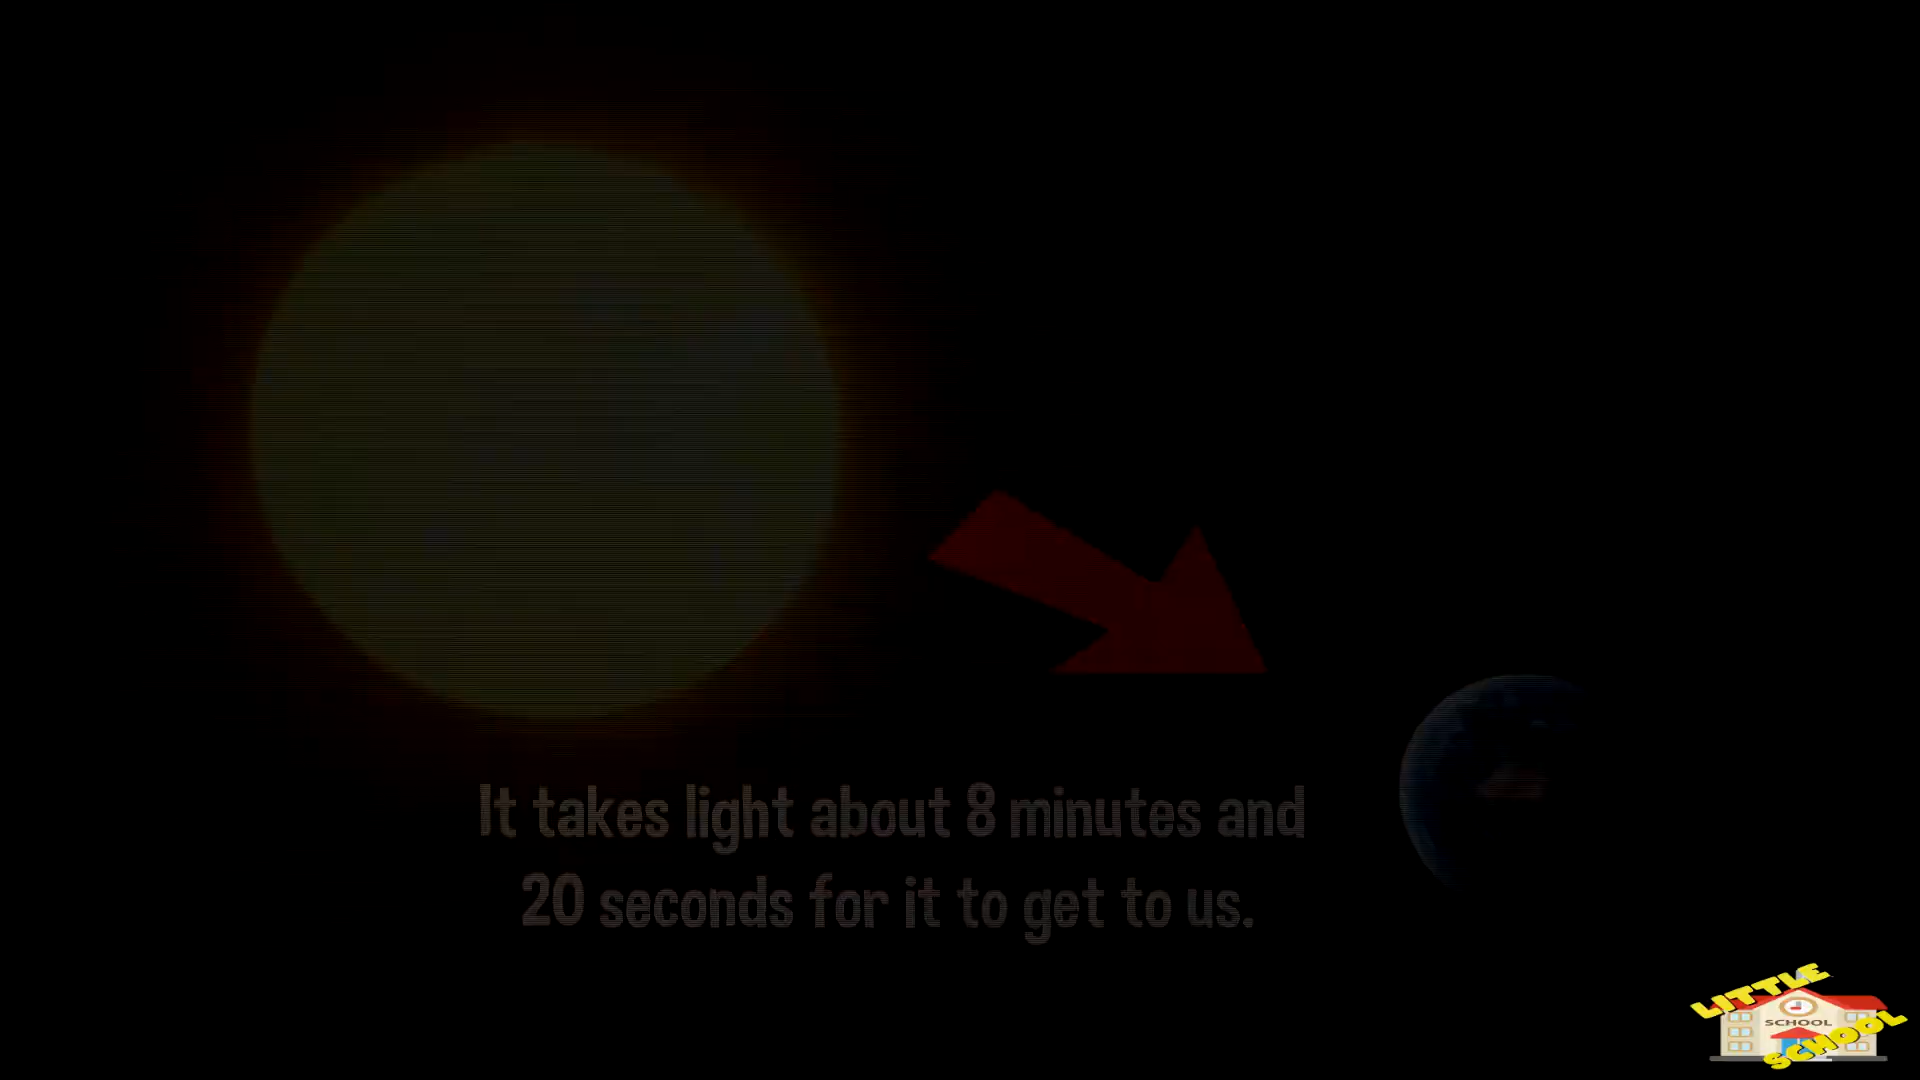 It takes light about 8 minutes and
20 seconds for it to get to us.
LITTLE
SCHOOL
SCHOOL